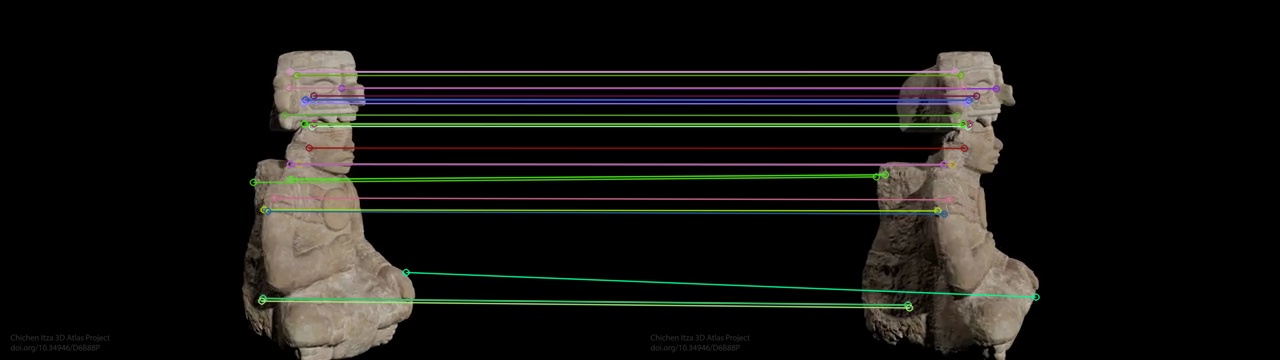 Chichen Itza 3D Atlas Project
doi.org/10.34946/D6B88P
Chichen Itza 3D Atlas Project
doi.org/10.34946/D6B88P